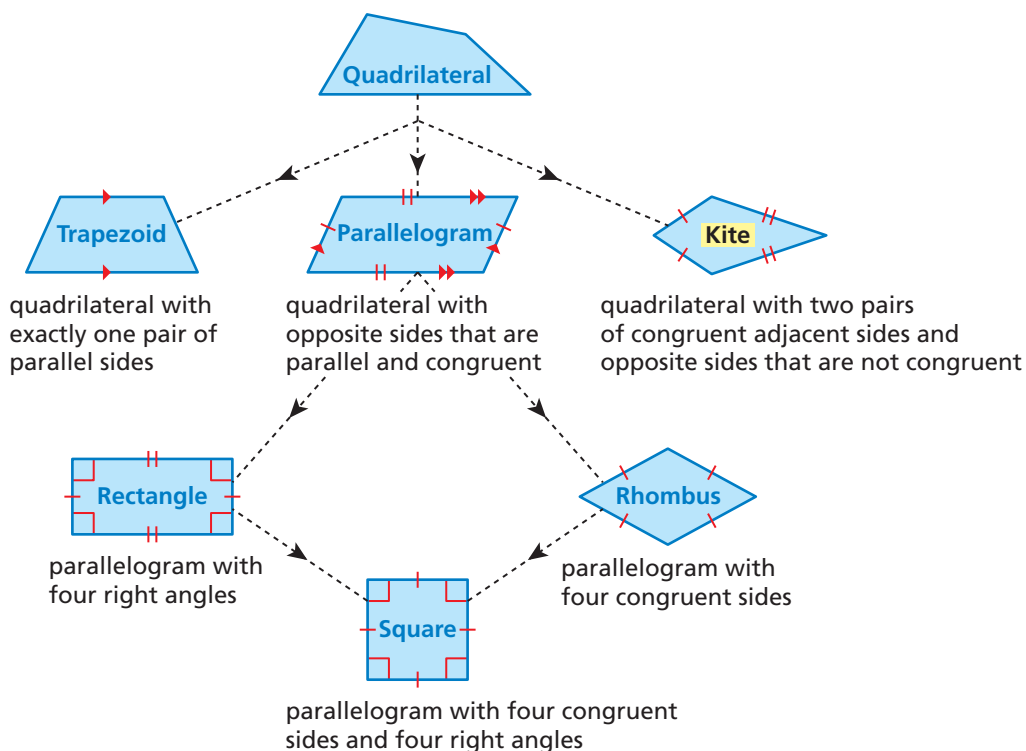 Quadrilateral
Trapezoid
quadrilateral with
exactly one pair of
parallel sides
Parallelogram
quadrilateral with
opposite sides that are
parallel and congruent
Kite
quadrilateral with two pairs
of congruent adjacent sides and
opposite sides that are not congruent
Rectangle
parallelogram with
four right angles
Rhombus
parallelogram with
four congruent sides
Square
parallelogram with four congruent
sides and four right angles